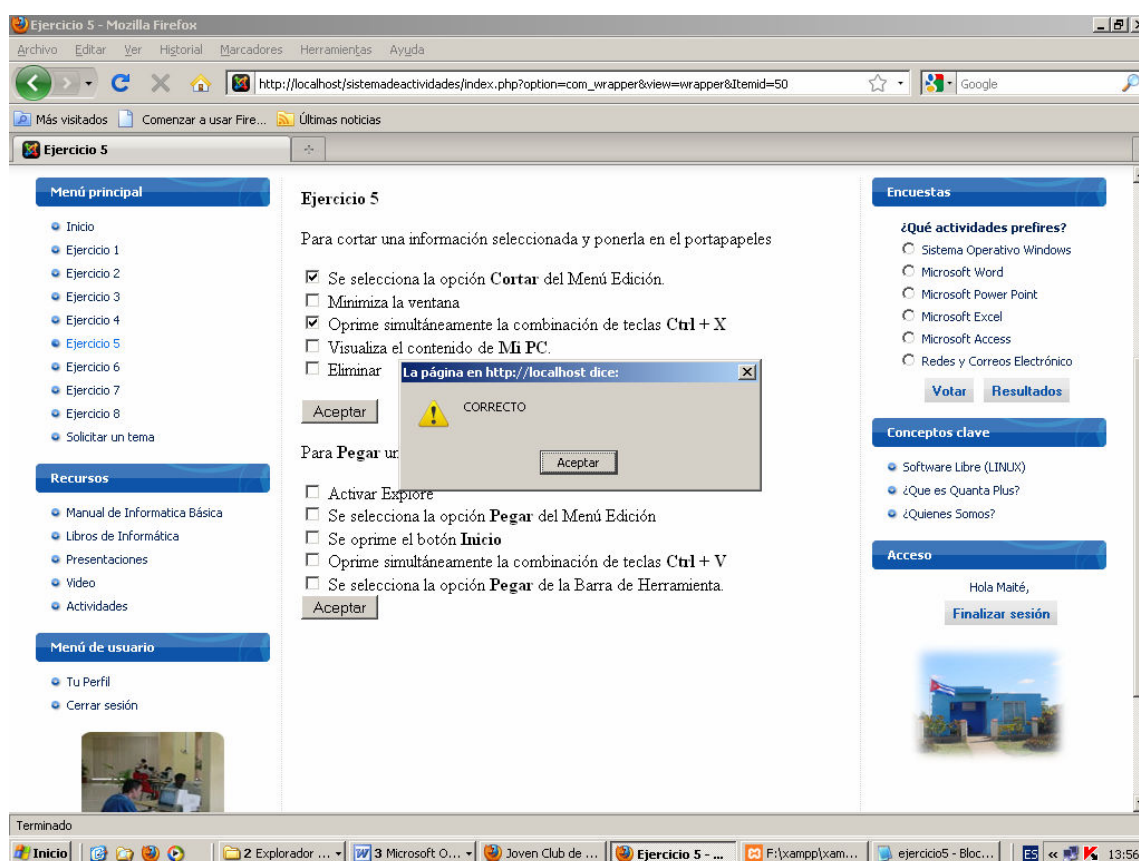 Ejercicio 5 - Mozilla Firefox
Archivo Editar Ver Historial Marcadores Herramientas Ayuda
http://localhost/sistemadeactividades/index.php?option=com_wrapper&view=wrapper&Itemid=50
Google
Más visitados Comenzar a usar Fire... Últimas noticias
Ejercicio 5
Menú principal
Inicio
Ejercicio 1
Ejercicio 2
Ejercicio 3
Ejercicio 4
Ejercicio 5
Ejercicio 6
Ejercicio 7
Ejercicio 8
Solicitar un tema
Recursos
Manual de Informatica Básica
Libros de Informática
Presentaciones
Video
Actividades
Menú de usuario
Tu Perfil
Cerrar sesión
Ejercicio 5
Para cortar una información seleccionada y ponerla en el portapapeles
Se selecciona la opción Cortar del Menú Edición.
Minimiza la ventana
Oprime simultáneamente la combinación de teclas Ctrl + X
Visualiza el contenido de Mi PC.
Eliminar
Aceptar
La página en http://localhost dice:
CORRECTO
Aceptar
Para Pegar un
Activar Explore
Se selecciona la opción Pegar del Menú Edición
Se oprime el botón Inicio
Oprime simultáneamente la combinación de teclas Ctrl + V
Se selecciona la opción Pegar de la Barra de Herramienta.
Aceptar
Encuestas
¿Qué actividades prefires?
Sistema Operativo Windows
Microsoft Word
Microsoft Power Point
Microsoft Excel
Microsoft Access
Redes y Correos Electrónico
Votar Resultados
Conceptos clave
Software Libre (LINUX)
¿Que es Quanta Plus?
¿Quienes Somos?
Acceso
Hola Maité,
Finalizar sesión
Terminado
Inicio 2 Explorador ... 3 Microsoft O... Joven Club de ... Ejercicio 5 - ... F:\xampp\xam... ejercicio5 - Bloc... ES « 13:56